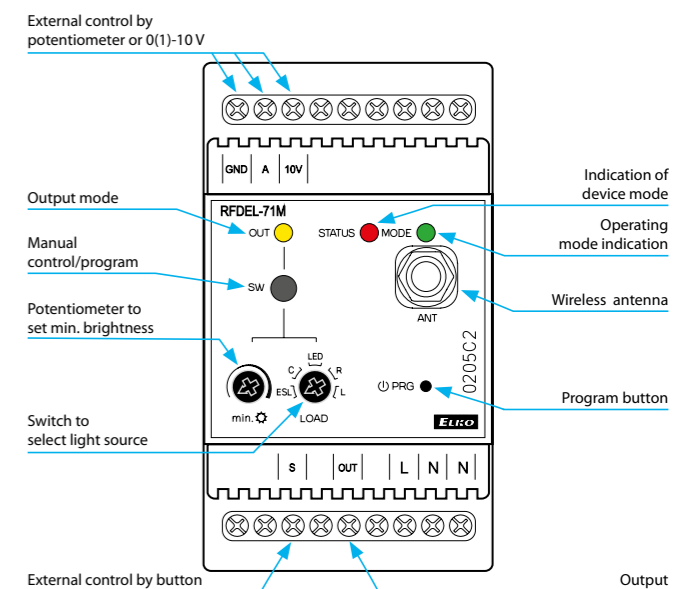 External control by
potentiometer or 0(1)-10 V
GND A 10V
Indication of
device mode
Output mode
RFDEL-71M
OUT STATUS MODE
Operating
mode indication
Manual
control/program
SW
Wireless antenna
ANT
Potentiometer to
set min. brightness
LED
C R
ESL L
min. LOAD
PRG
0205C2
Program button
Switch to
select light source
ELKO
S OUT L N N
External control by button
Output